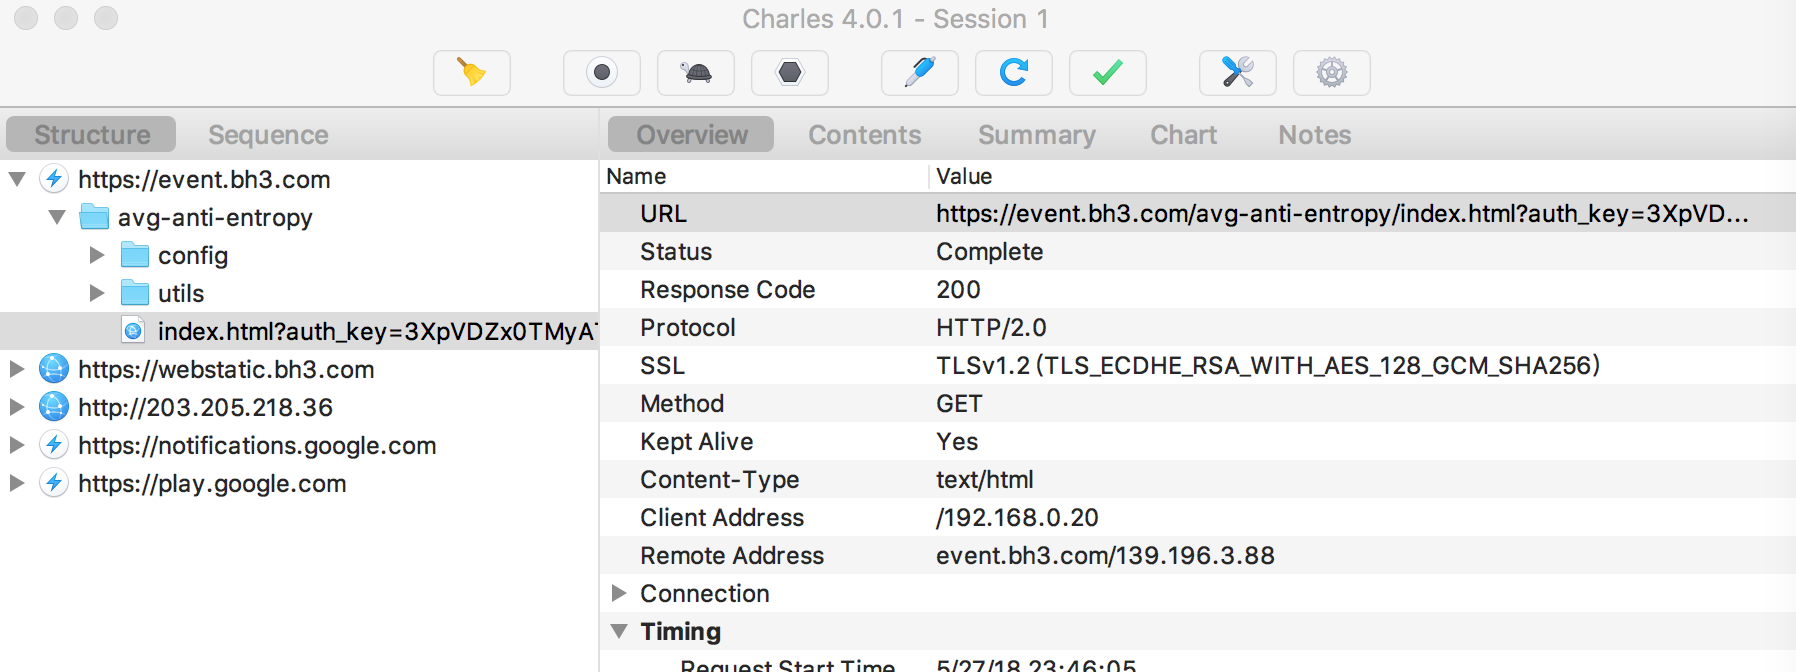 Charles 4.0.1 - Session 1
Structure Sequence
Overview Contents Summary Chart Notes
https://event.bh3.com
avg-anti-entropy
config
utils
index.html?auth_key=3XpVDZx0TMyA
https://webstatic.bh3.com
http://203.205.218.36
https://notifications.google.com
https://play.google.com
Name Value
URL https://event.bh3.com/avg-anti-entropy/index.html?auth_key=3XpVD...
Status Complete
Response Code 200
Protocol HTTP/2.0
SSL TLSv1.2 (TLS_ECDHE_RSA_WITH_AES_128_GCM_SHA256)
Method GET
Kept Alive Yes
Content-Type text/html
Client Address /192.168.0.20
Remote Address event.bh3.com/139.196.3.88
Connection
Timing
Request Start Time 5/27/18 23:46:05